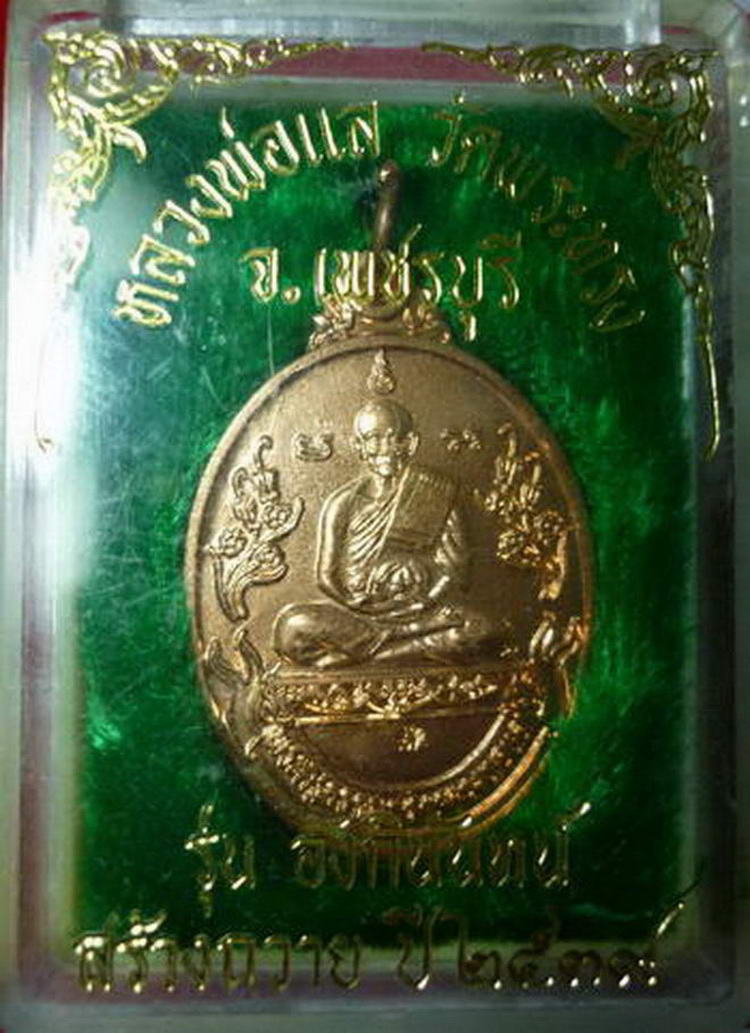 หลวงพ่อแล วัดพระทรง
จ.เพชรบุรี
รุ่น
สร้างถวาย ปี ๒๕๓๙